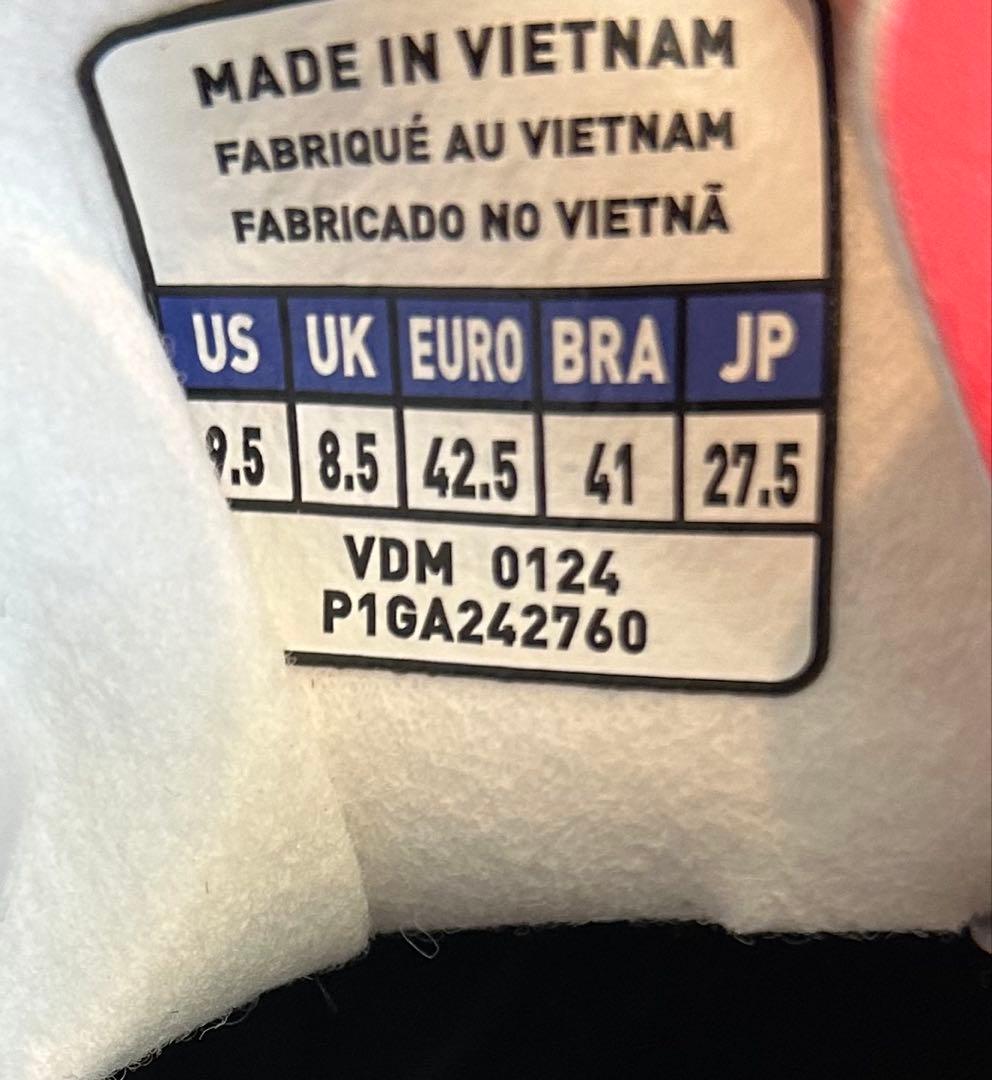 MADE IN VIETNAM
FABRIQUÉ AU VIETNAM
FABRICADO NO VIETNÃ
US UK EURO BRA JP
9.5 8.5 42.5 41 27.5
VDM 0124
P1GA242760